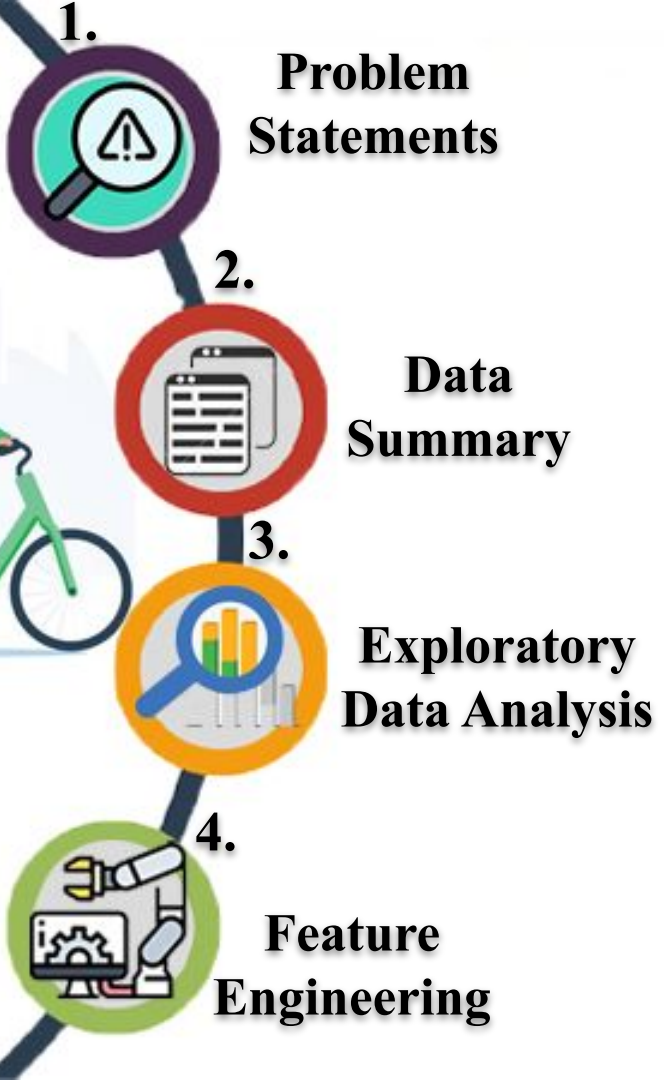 1.
Problem
Statements
2.
Data
Summary
3.
Exploratory
Data Analysis
4.
Feature
Engineering